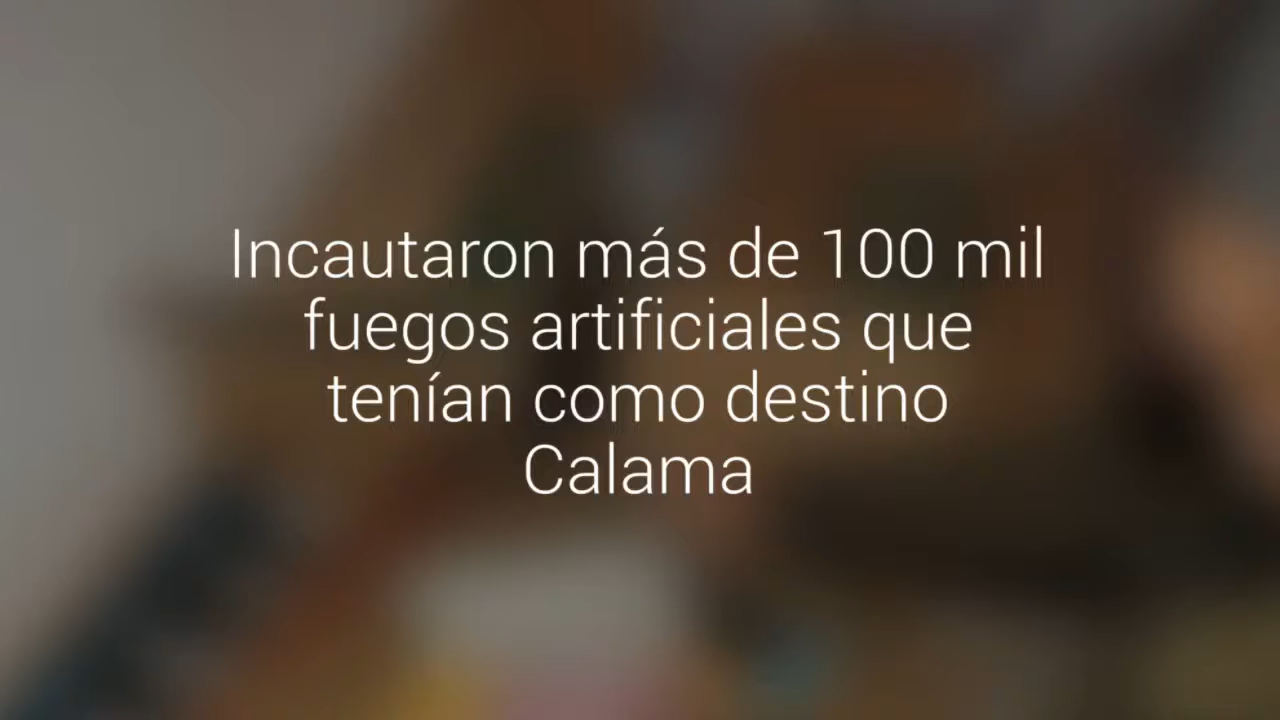 Incautaron más de 100 mil
fuegos artificiales que
tenían como destino
Calama